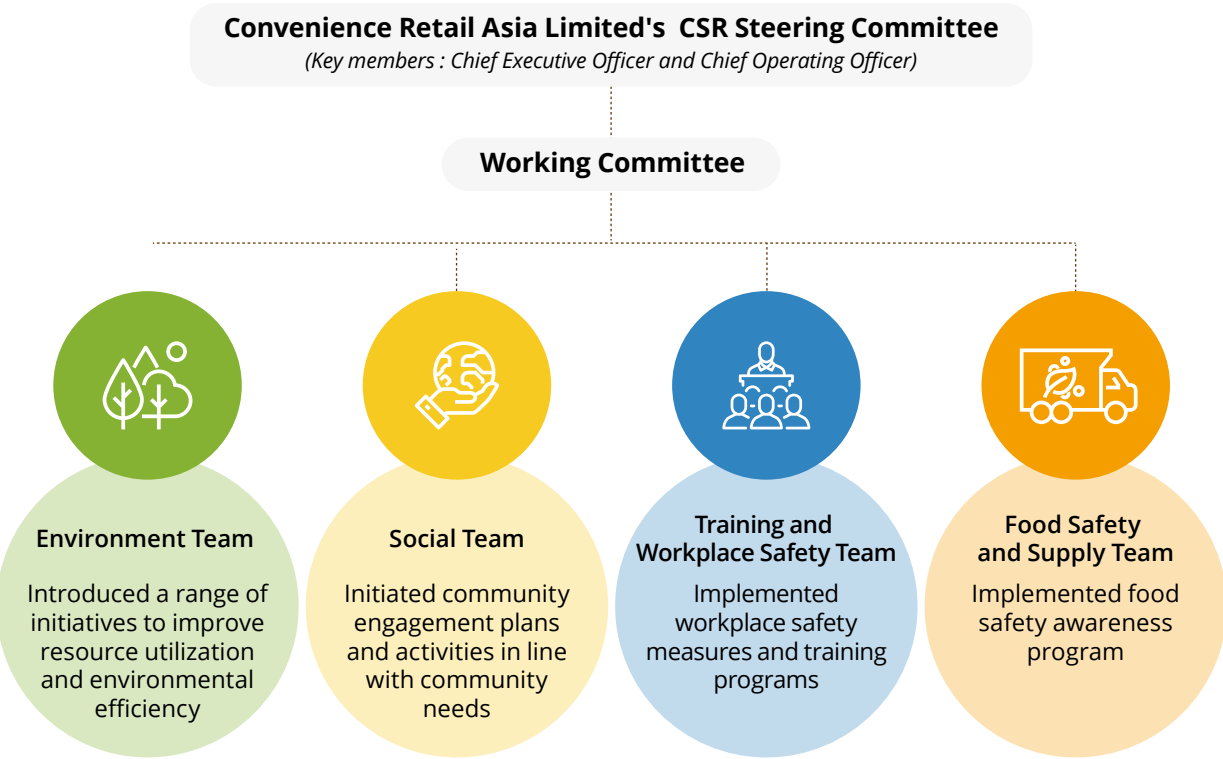 Convenience Retail Asia Limited's CSR Steering Committee
(Key members : Chief Executive Officer and Chief Operating Officer)
Working Committee
Environment Team
Introduced a range of
initiatives to improve
resource utilization
and environmental
efficiency
Social Team
Initiated community
engagement plans
and activities in line
with community
needs
Training and
Workplace Safety Team
Implemented
workplace safety
measures and training
programs
Food Safety
and Supply Team
Implemented food
safety awareness
program